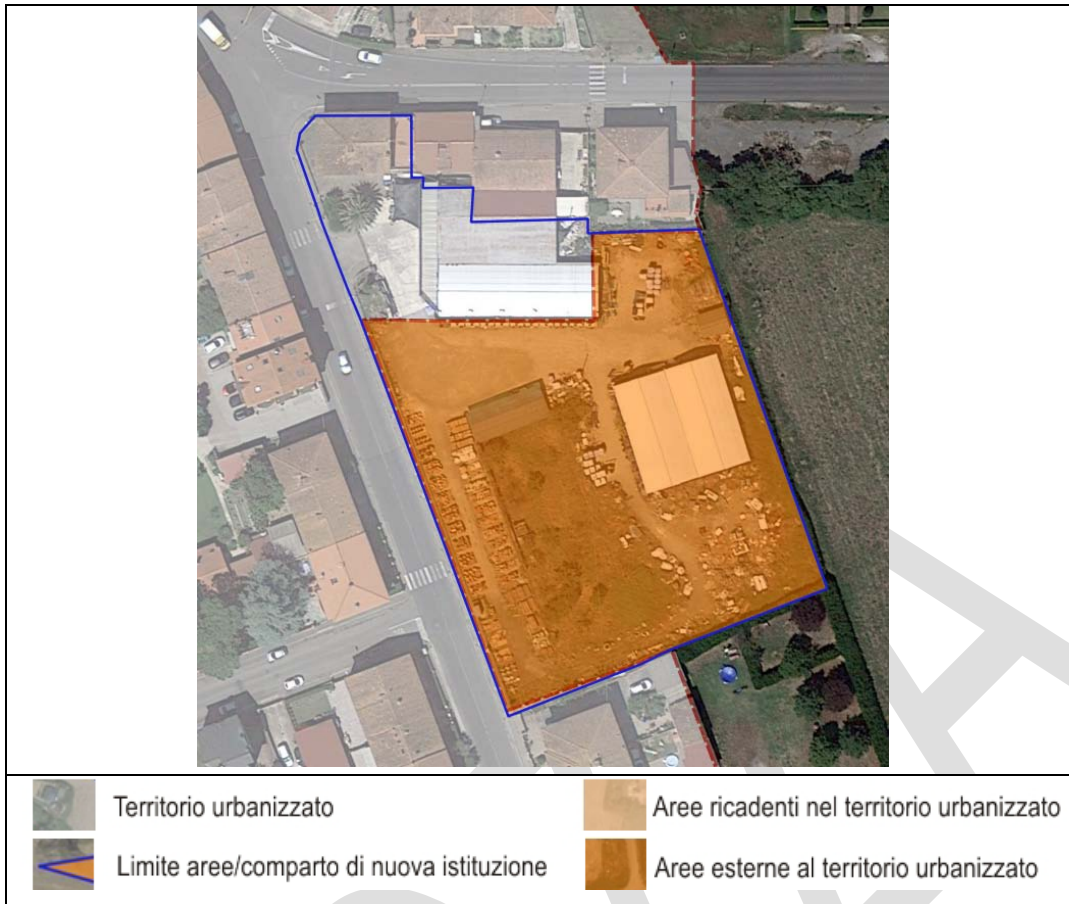 Territorio urbanizzato
Aree ricadenti nel territorio urbanizzato
Limite aree/comparto di nuova istituzione
Aree esterne al territorio urbanizzato